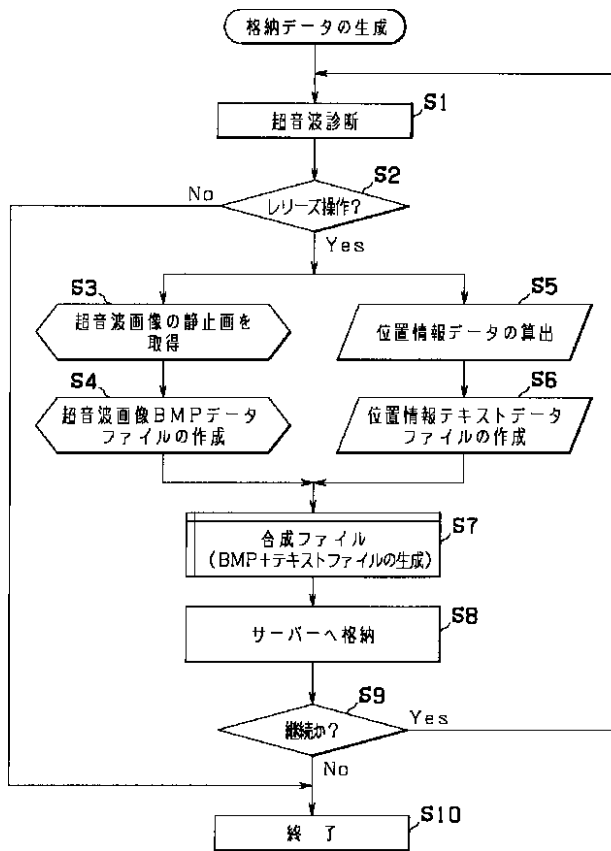 格納データの生成
S1
超音波診断
S2
No
レリーズ操作?
Yes
S3
超音波画像の静止画を
取得
S5
位置情報データの算出
S4
超音波画像BMPデータ
ファイルの作成
S6
位置情報テキストデータ
ファイルの作成
S7
合成ファイル
(BMP+テキストファイルの生成)
S8
サーバーへ格納
S9
継続か?
Yes
No
S10
終了